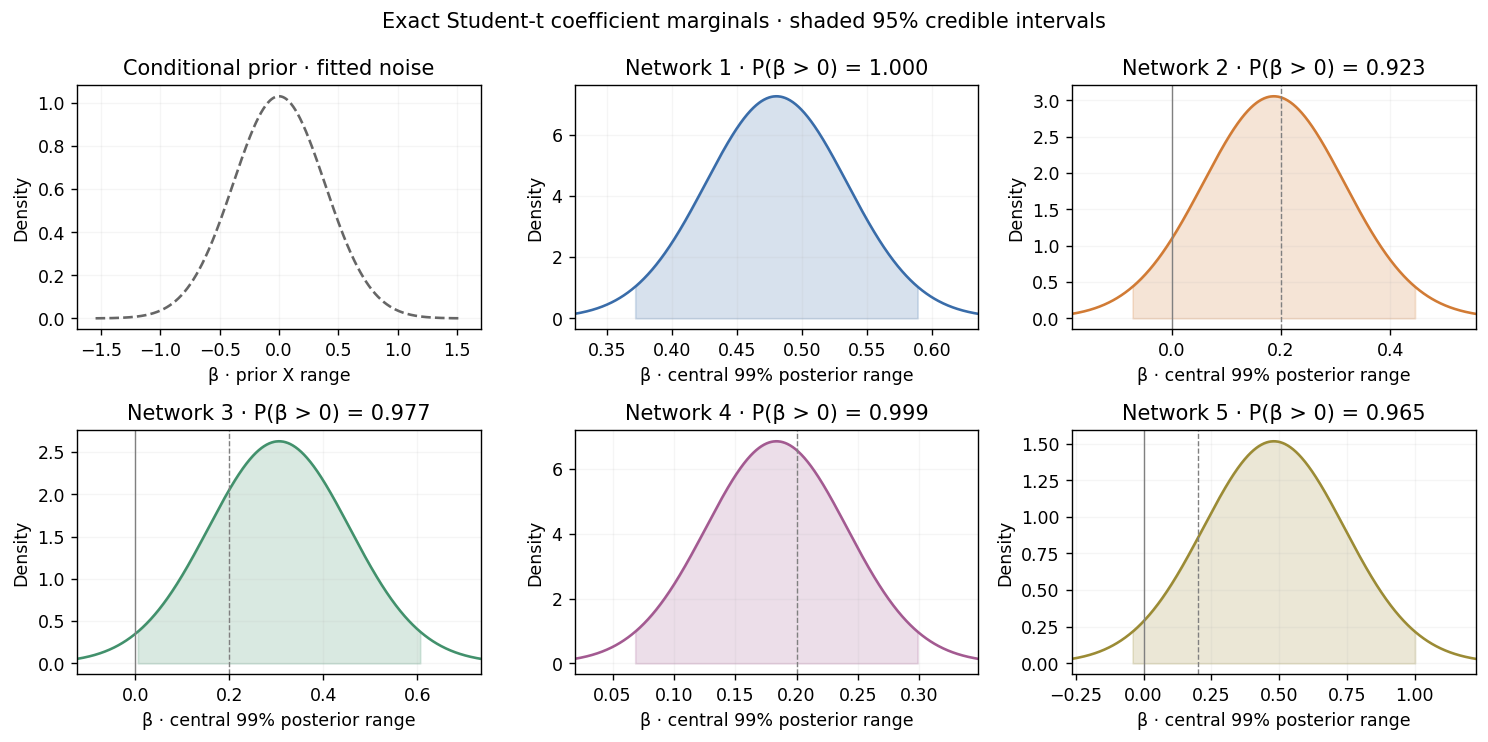 Exact Student-t coefficient marginals · shaded 95% credible intervals
Conditional prior · fitted noise
Density
1.0
0.8
0.6
0.4
0.2
0.0
−1.5 −1.0 −0.5 0.0 0.5 1.0 1.5
β · prior X range
Network 1 · P(β > 0) = 1.000
Density
6
4
2
0
0.35 0.40 0.45 0.50 0.55 0.60
β · central 99% posterior range
Network 2 · P(β > 0) = 0.923
Density
3.0
2.5
2.0
1.5
1.0
0.5
0.0
0.0 0.2 0.4
β · central 99% posterior range
Network 3 · P(β > 0) = 0.977
Density
2.5
2.0
1.5
1.0
0.5
0.0
0.0 0.2 0.4 0.6
β · central 99% posterior range
Network 4 · P(β > 0) = 0.999
Density
6
4
2
0
0.05 0.10 0.15 0.20 0.25 0.30
β · central 99% posterior range
Network 5 · P(β > 0) = 0.965
Density
1.50
1.25
1.00
0.75
0.50
0.25
0.00
−0.25 0.00 0.25 0.50 0.75 1.00
β · central 99% posterior range